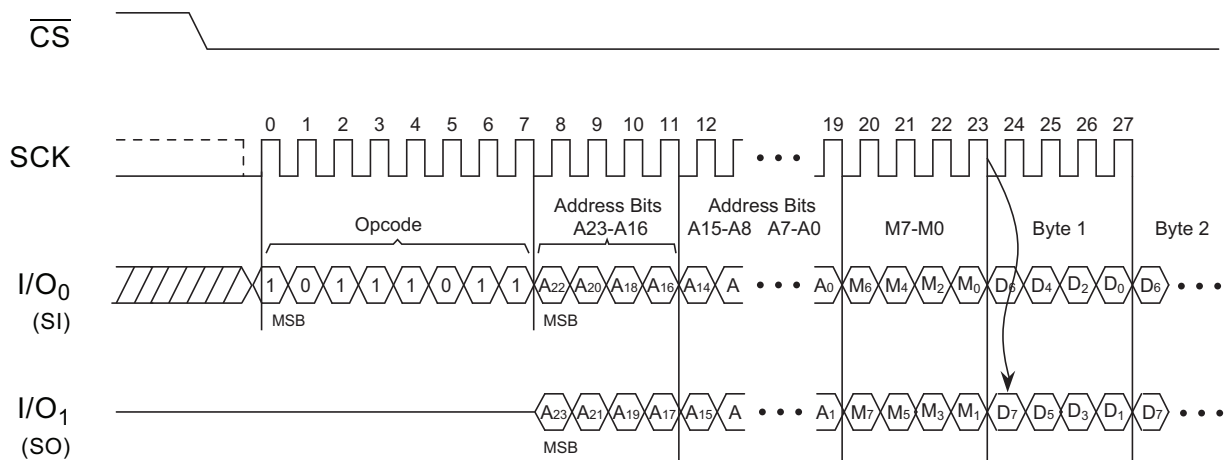 CS
0 1 2 3 4 5 6 7 8 9 10 11 12 19 20 21 22 23 24 25 26 27
SCK
Opcode
Address Bits
A23-A16
Address Bits
A15-A8 A7-A0
M7-M0
Byte 1
Byte 2
I/O0
(SI)
1 0 1 1 1 0 1 1 A22 A20 A18 A16 A14 A A0 M6 M4 M2 M0 D6 D4 D2 D0 D6
MSB MSB
I/O1
(SO)
A23 A21 A19 A17 A15 A A1 M7 M5 M3 M1 D7 D5 D3 D1 D7
MSB